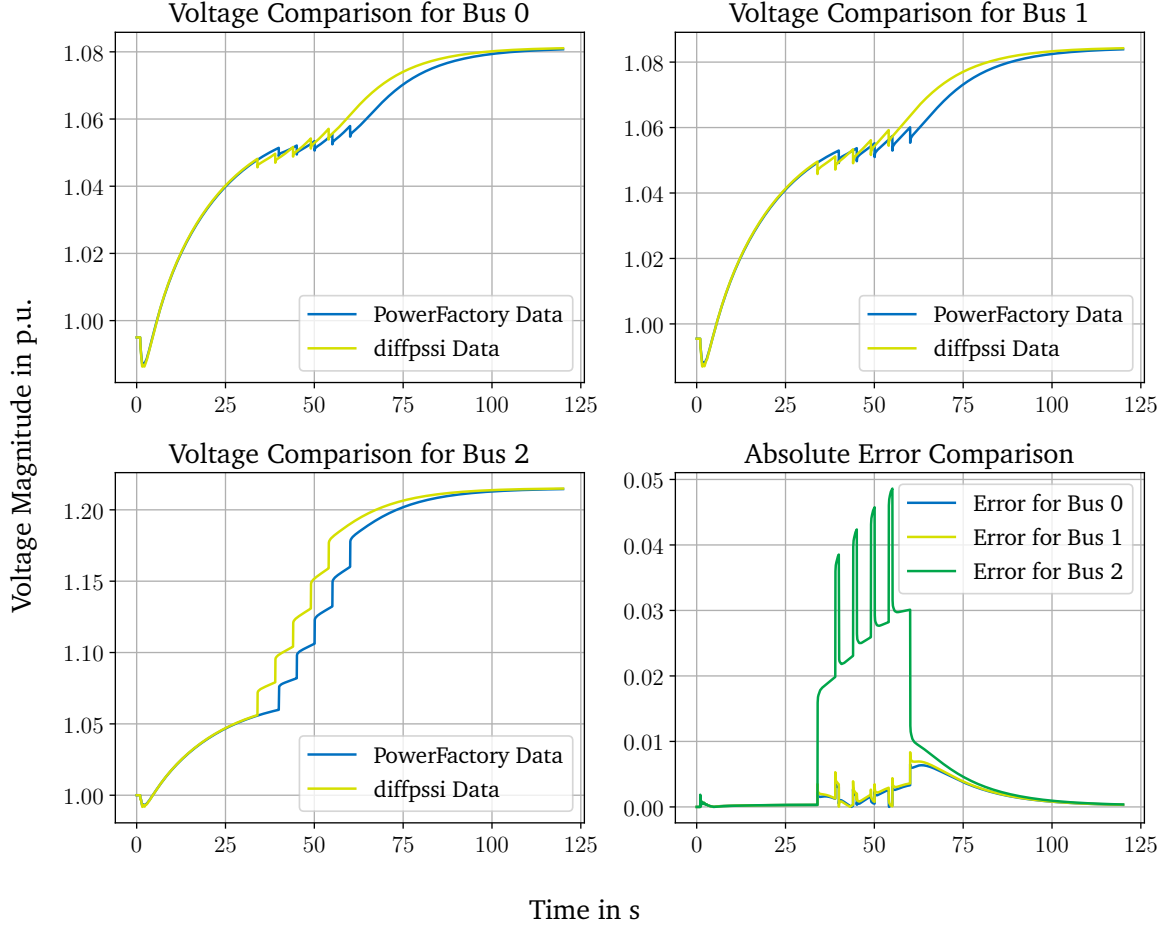 Voltage Comparison for Bus 0
1.08
1.06
1.04
1.02
1.00
PowerFactory Data
diffpssi Data
0 25 50 75 100 125
Voltage Comparison for Bus 1
1.08
1.06
1.04
1.02
1.00
PowerFactory Data
diffpssi Data
0 25 50 75 100 125
Voltage Magnitude in p.u.
Voltage Comparison for Bus 2
1.20
1.15
1.10
1.05
1.00
PowerFactory Data
diffpssi Data
0 25 50 75 100 125
Absolute Error Comparison
0.05
0.04
0.03
0.02
0.01
0.00
Error for Bus 0
Error for Bus 1
Error for Bus 2
0 25 50 75 100 125
Time in s